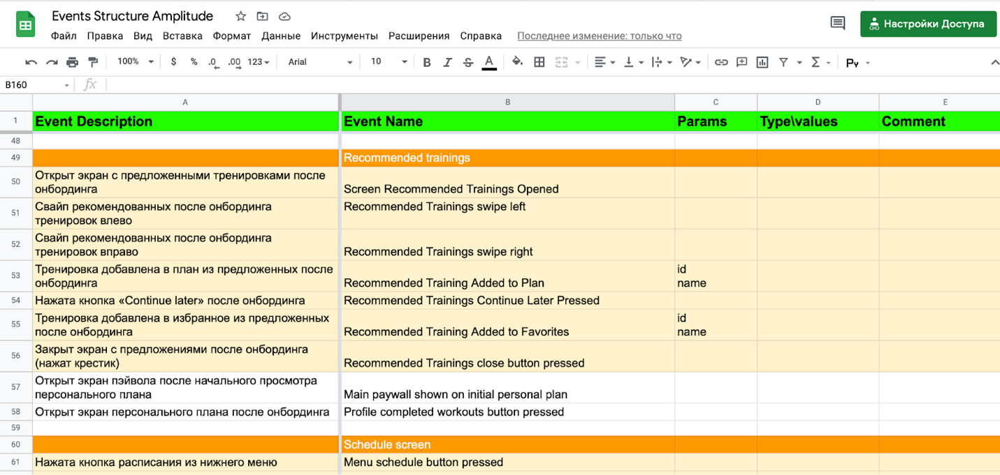 Events Structure Amplitude
Файл Правка Вид Вставка Формат Данные Инструменты Расширения Справка Последнее изменение: только что
Настройки Доступа
100% $ % .0 .00 123 Arial 10 B I S A Σ Ру
B160 fx
A B C D E
1 Event Description Event Name Params Type\values Comment
48
49 Recommended trainings
50 Открыт экран с предложенными тренировками после
онбординга Screen Recommended Trainings Opened
51 Свайп рекомендованных после онбординга Recommended Trainings swipe left
тренировок влево
52 Свайп рекомендованных после онбординга
тренировок вправо Recommended Trainings swipe right
53 Тренировка добавлена в план из предложенных после id
онбординга Recommended Training Added to Plan name
54 Нажата кнопка «Continue later» после онбординга Recommended Trainings Continue Later Pressed
55 Тренировка добавлена в избранное из предложенных id
после онбординга Recommended Training Added to Favorites name
56 Закрыт экран с предложениями после онбординга
(нажат крестик) Recommended Trainings close button pressed
57 Открыт экран пэйвола после начального просмотра
персонального плана Main paywall shown on initial personal plan
58 Открыт экран персонального плана после онбординга Profile completed workouts button pressed
59
60 Schedule screen
61 Нажата кнопка расписания из нижнего меню Menu schedule button pressed